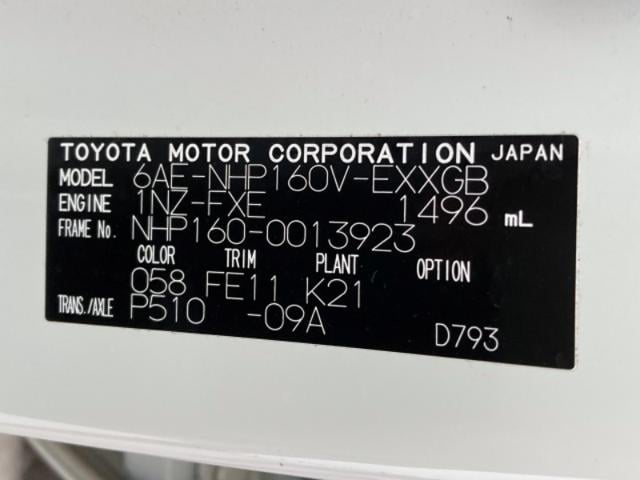 TOYOTA MOTOR CORPORATION JAPAN
MODEL 6AE-NHP160V-EXXGB
ENGINE 1NZ-FXE 1496 mL
FRAME No. NHP160-0013923
COLOR TRIM PLANT OPTION
058 FE11 K21
TRANS./AXLE P510 -09A
D793